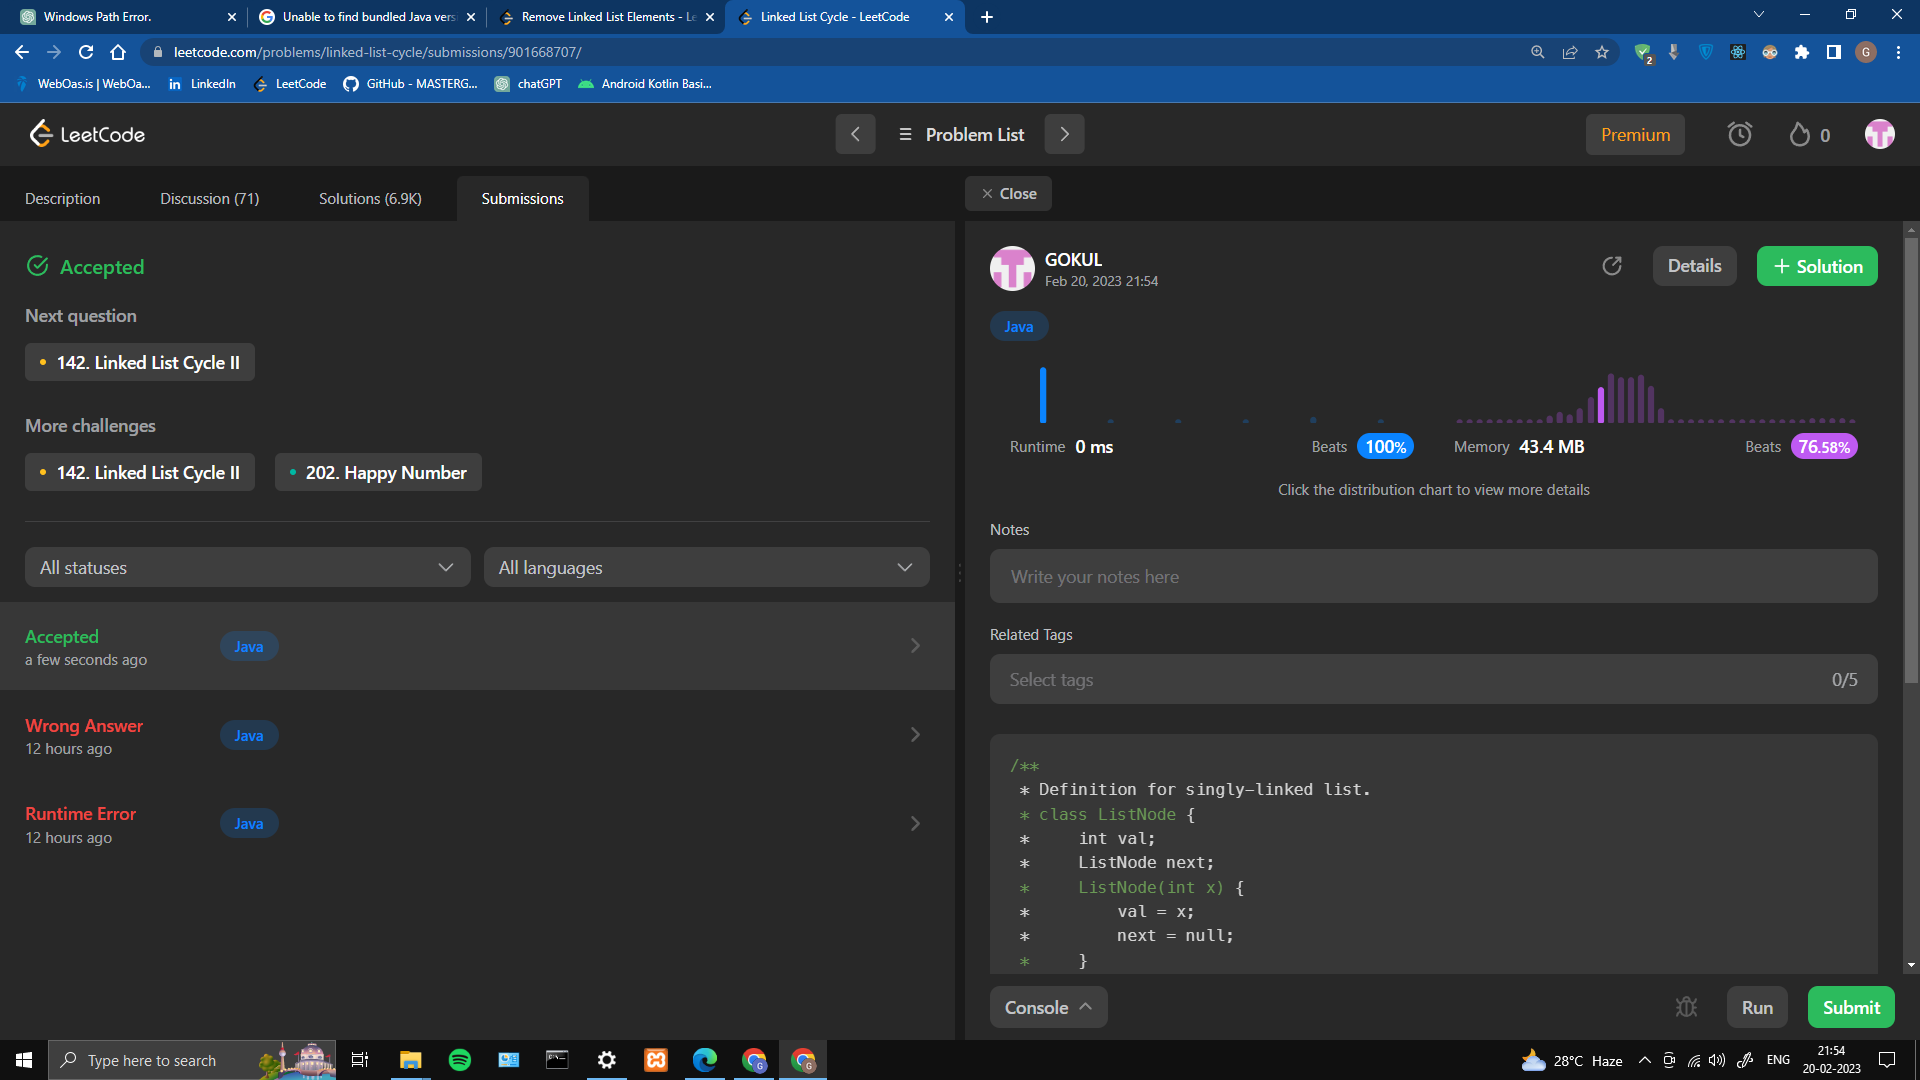 Windows Path Error.
Unable to find bundled Java vers
Remove Linked List Elements - Le
Linked List Cycle - LeetCode
leetcode.com/problems/linked-list-cycle/submissions/901668707/
2
G
WebOas.is | WebOa...
in LinkedIn
LeetCode
GitHub - MASTERG...
chatGPT
Android Kotlin Basi...
LeetCode
Problem List
Premium
0
Description
Discussion (71)
Solutions (6.9K)
Submissions
Close
Accepted
Next question
142. Linked List Cycle II
More challenges
142. Linked List Cycle II
202. Happy Number
All statuses
All languages
Accepted
a few seconds ago
Java
Wrong Answer
12 hours ago
Java
Runtime Error
12 hours ago
Java
GOKUL
Feb 20, 2023 21:54
Details
+ Solution
Java
Runtime 0 ms
Beats 100%
Memory 43.4 MB
Beats 76.58%
Click the distribution chart to view more details
Notes
Write your notes here
Related Tags
Select tags
0/5
/**
* Definition for singly-linked list.
* class ListNode {
*     int val;
*     ListNode next;
*     ListNode(int x) {
*         val = x;
*         next = null;
*     }
Console
Run
Submit
Type here to search
28°C Haze
ENG
21:54
20-02-2023